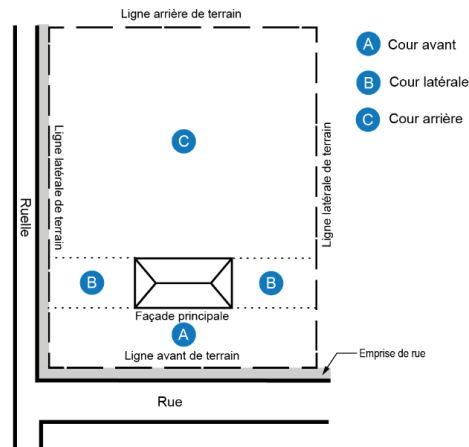 Ligne arrière de terrain
A Cour avant
B Cour latérale
C Cour arrière
C
Ligne latérale de terrain
Ligne latérale de terrain
Ruelle
B
B
Façade principale
A
Ligne avant de terrain
Emprise de rue
Rue